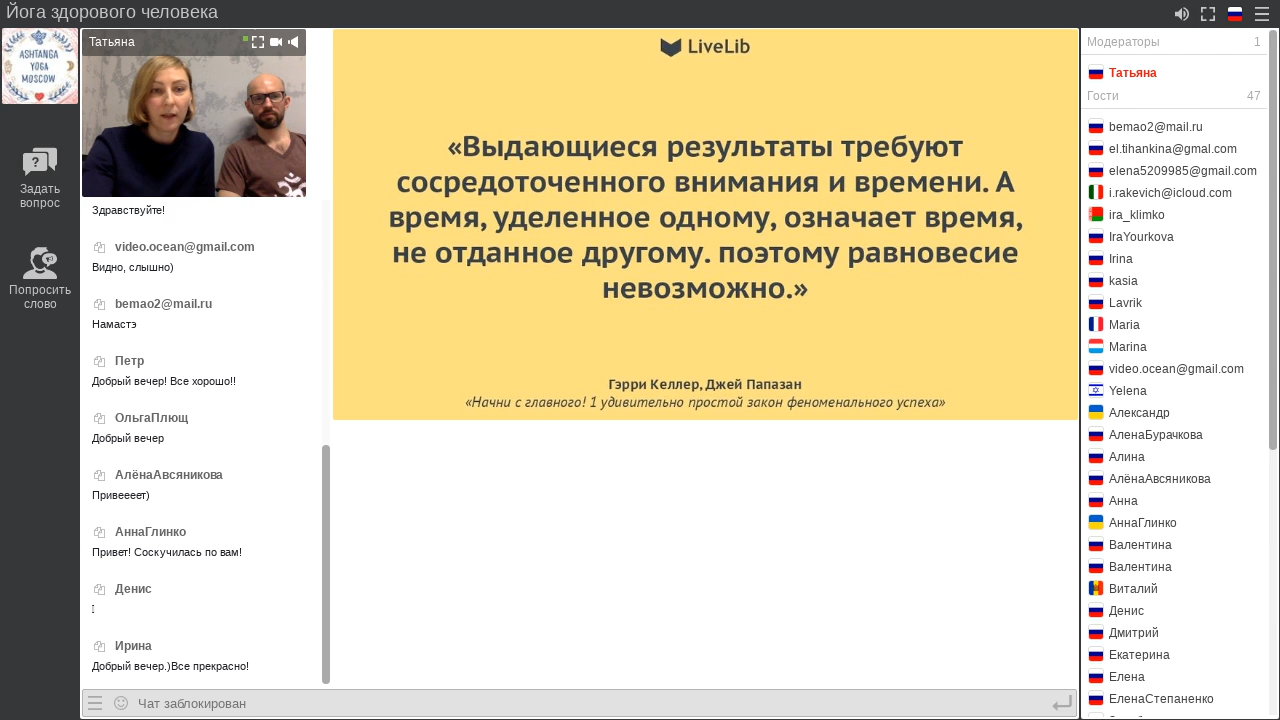 Йога здорового человека
ASHTANGA
YOGA
MOSCOW
Задать
вопрос
Попросить
слово
Татьяна
Здравствуйте!
video.ocean@gmail.com
Видно, слышно)
bemao2@mail.ru
Намастэ
Петр
Добрый вечер! Все хорошо!!
ОльгаПлющ
Добрый вечер
АлёнаАвсяникова
Привеееет)
АннаГлинко
Привет! Соскучилась по вам!
Денис
Ирина
Добрый вечер.)Все прекрасно!
Чат заблокирован
LiveLib
«Выдающиеся результаты требуют
сосредоточенного внимания и времени. А
время, уделенное одному, означает время,
не отданное другому. поэтому равновесие
невозможно.»
Гэрри Келлер, Джей Папазан
«Начни с главного! 1 удивительно простой закон феноменального успеха»
Модераторы 1
Татьяна
Гости 47
bemao2@mail.ru
el.tihankina@gmal.com
elena5209985@gmail.com
i.rakevich@icloud.com
ira_klimko
IraYourkova
Irina
kasia
Lavrik
Maria
Marina
video.ocean@gmail.com
Yelena
Александр
АленаБурачкова
Алина
АлёнаАвсяникова
Анна
АннаГлинко
Валентина
Валентина
Виталий
Денис
Дмитрий
Екатерина
Елена
ЕленаСтепаненко